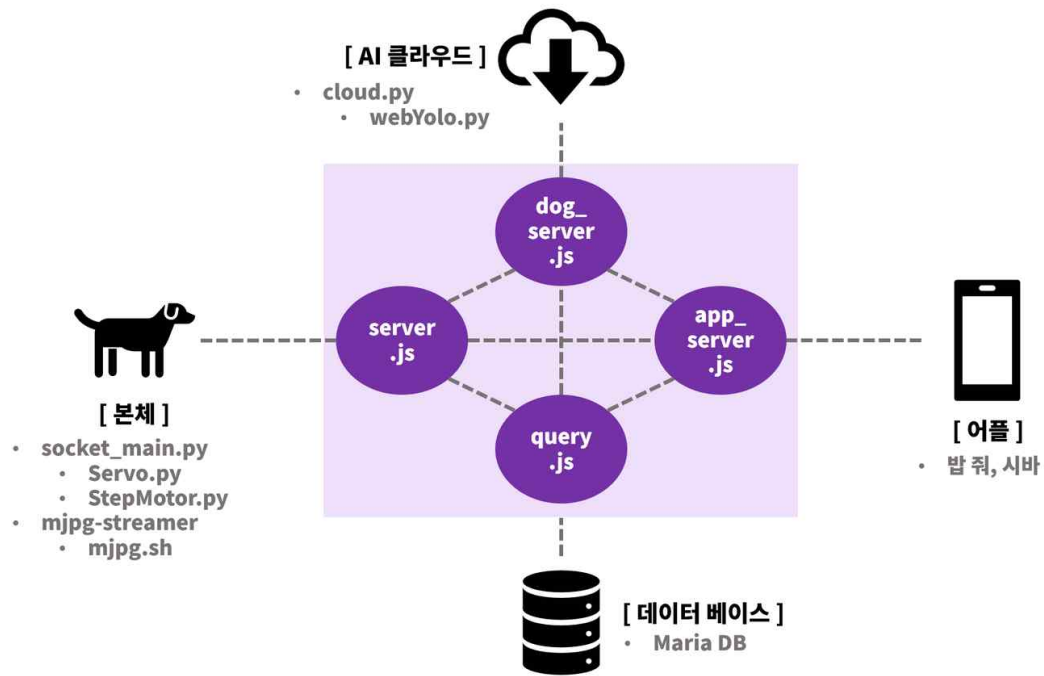 [ AI 클라우드 ]
• cloud.py
• webYolo.py
dog_
server
.js
server
.js
app_
server
.js
query
.js
[ 본체 ]
• socket_main.py
• Servo.py
• StepMotor.py
• mjpg-streamer
• mjpg.sh
[ 어플 ]
• 밥 줘, 시바
[ 데이터 베이스 ]
• Maria DB